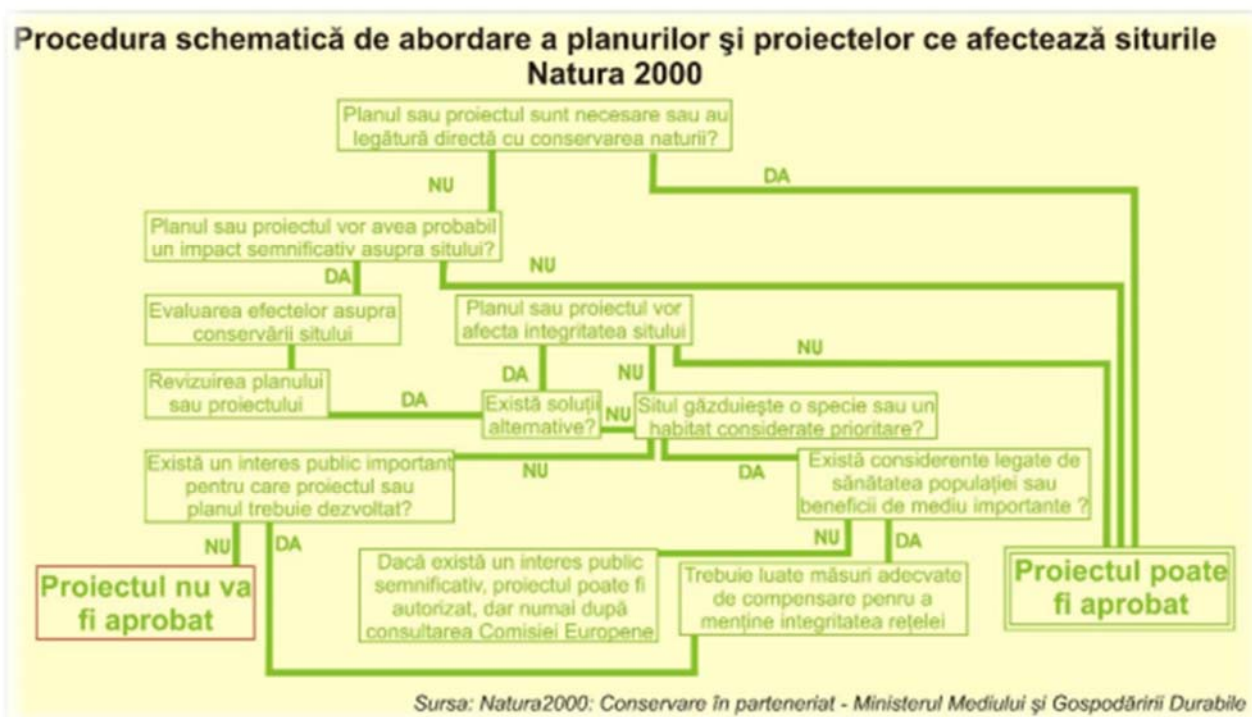 Procedura schematică de abordare a planurilor şi proiectelor ce afectează siturile
Natura 2000
Planul sau proiectul sunt necesare sau au
legătură directă cu conservarea naturii?
NU
DA
Planul sau proiectul vor avea probabil
un impact semnificativ asupra sitului?
DA
NU
Evaluarea efectelor asupra
conservării sitului
Planul sau proiectul vor
afecta integritatea sitului
NU
DA
NU
Revizuirea planului
sau proiectului
DA
Există soluţii
alternative?
NU
Situl găzduieşte o specie sau un
habitat considerate prioritare?
NU
DA
Există un interes public important
pentru care proiectul sau
planul trebuie dezvoltat?
Există considerente legate de
sănătatea populaţiei sau
beneficii de mediu importante ?
NU
DA
NU
DA
Proiectul nu va
fi aprobat
Dacă există un interes public
semnificativ, proiectul poate fi
autorizat, dar numai după
consultarea Comisiei Europene
Trebuie luate măsuri adecvate
de compensare penru a
menţine integritatea reţelei
Proiectul poate
fi aprobat
Sursa: Natura2000: Conservare în parteneriat - Ministerul Mediului şi Gospodăririi Durabile